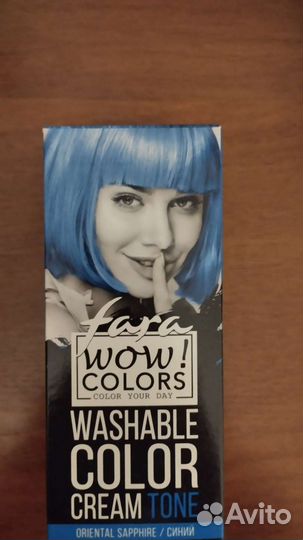 fara
WOW!
COLORS
COLOR YOUR DAY
WASHABLE
COLOR
CREAM TONE
ORIENTAL SAPPHIRE / СИНИЙ
Avito